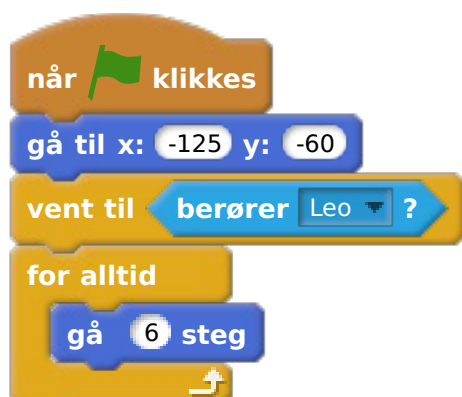 når klikkes
gå til x: -125 y: -60
vent til berører Leo ?
for alltid
gå 6 steg